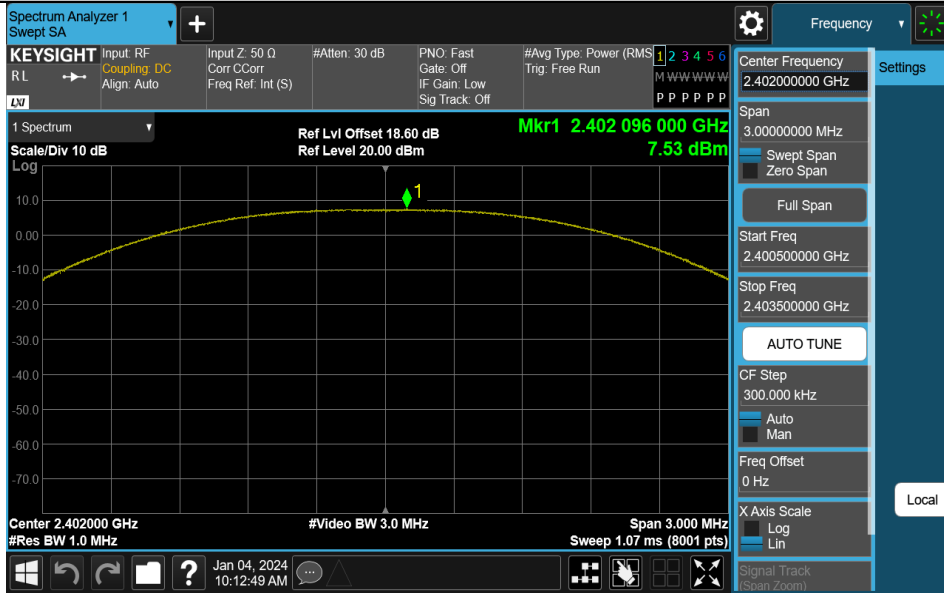 Spectrum Analyzer 1
Swept SA
+
Frequency
KEYSIGHT
R L
LXI
Input: RF
Coupling: DC
Align: Auto
Input Z: 50 Ω
Corr CCorr
Freq Ref: Int (S)
#Atten: 30 dB
PNO: Fast
Gate: Off
IF Gain: Low
Sig Track: Off
#Avg Type: Power (RMS
Trig: Free Run
1 2 3 4 5 6
M W W W W W
P P P P P P
1 Spectrum
Scale/Div 10 dB
Log
Ref Lvl Offset 18.60 dB
Ref Level 20.00 dBm
Mkr1 2.402 096 000 GHz
7.53 dBm
1
10.0
0.00
-10.0
-20.0
-30.0
-40.0
-50.0
-60.0
-70.0
Center 2.402000 GHz
#Res BW 1.0 MHz
#Video BW 3.0 MHz
Span 3.000 MHz
Sweep 1.07 ms (8001 pts)
Center Frequency
2.402000000 GHz
Span
3.00000000 MHz
Swept Span
Zero Span
Full Span
Start Freq
2.400500000 GHz
Stop Freq
2.403500000 GHz
AUTO TUNE
CF Step
300.000 kHz
Auto
Man
Freq Offset
0 Hz
X Axis Scale
Log
Lin
Signal Track
(Span Zoom)
Settings
Local
?
Jan 04, 2024
10:12:49 AM